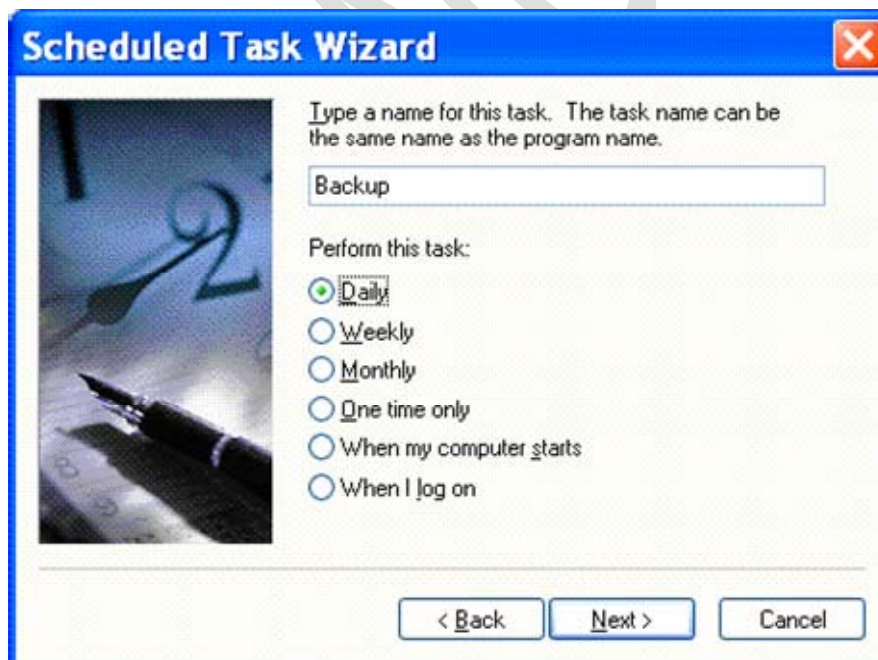 Scheduled Task Wizard
Type a name for this task. The task name can be
the same name as the program name.
Backup
Perform this task:
Daily
Weekly
Monthly
One time only
When my computer starts
When I log on
< Back
Next >
Cancel